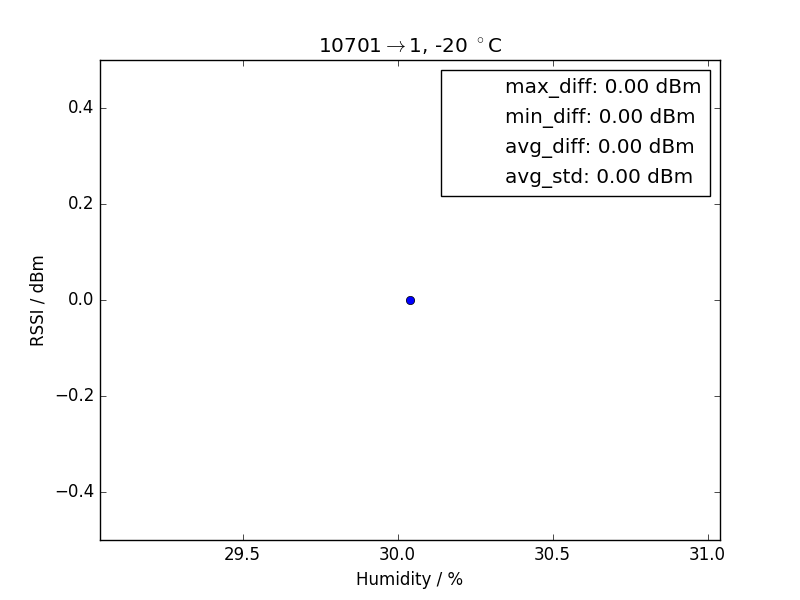 10701→1, -20 °C
max_diff: 0.00 dBm
min_diff: 0.00 dBm
avg_diff: 0.00 dBm
avg_std: 0.00 dBm
RSSI / dBm
0.4
0.2
0.0
−0.2
−0.4
29.5 30.0 30.5 31.0
Humidity / %